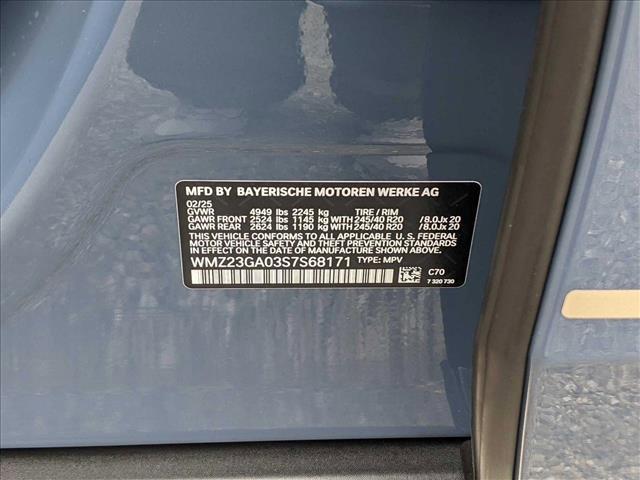 MFD BY BAYERISCHE MOTOREN WERKE AG
02/25
GVWR 4949 lbs 2245 kg TIRE / RIM
GAWR FRONT 2524 lbs 1145 kg WITH 245/40 R20 /8.0Jx 20
GAWR REAR 2624 lbs 1190 kg WITH 245/40 R20 /8.0Jx 20
THIS VEHICLE CONFORMS TO ALL APPLICABLE U. S. FEDERAL
MOTOR VEHICLE SAFETY, BUMPER, AND THEFT PREVENTION
STANDARDS IN EFFECT ON THE DATE OF MANUFACTURE SHOWN ABOVE.
WMZ23GA03S7S68171 TYPE: MPV
C70
7 320 730